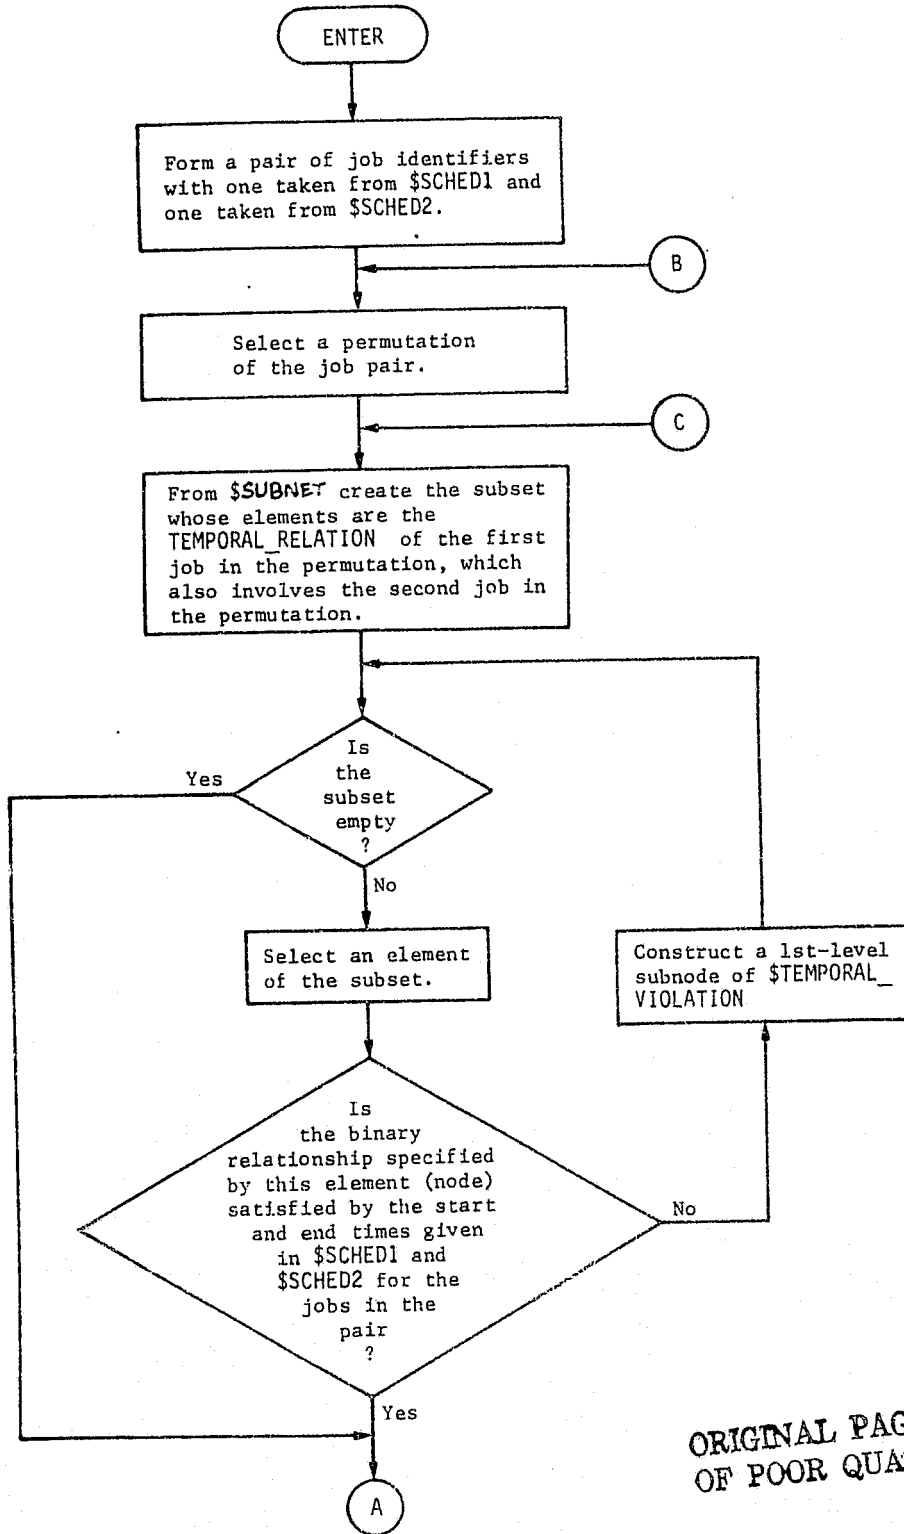 ENTER
Form a pair of job identifiers
with one taken from $SCHED1 and
one taken from $SCHED2.
B
Select a permutation
of the job pair.
C
From $SUBNET create the subset
whose elements are the
TEMPORAL_RELATION of the first
job in the permutation, which
also involves the second job in
the permutation.
Is
the
subset
empty
?
Yes
No
Select an element
of the subset.
Construct a 1st-level
subnode of $TEMPORAL_
VIOLATION
Is
the binary
relationship specified
by this element (node)
satisfied by the start
and end times given
in $SCHED1 and
$SCHED2 for the
jobs in the
pair
?
No
Yes
A
ORIGINAL PAG
OF POOR QUA